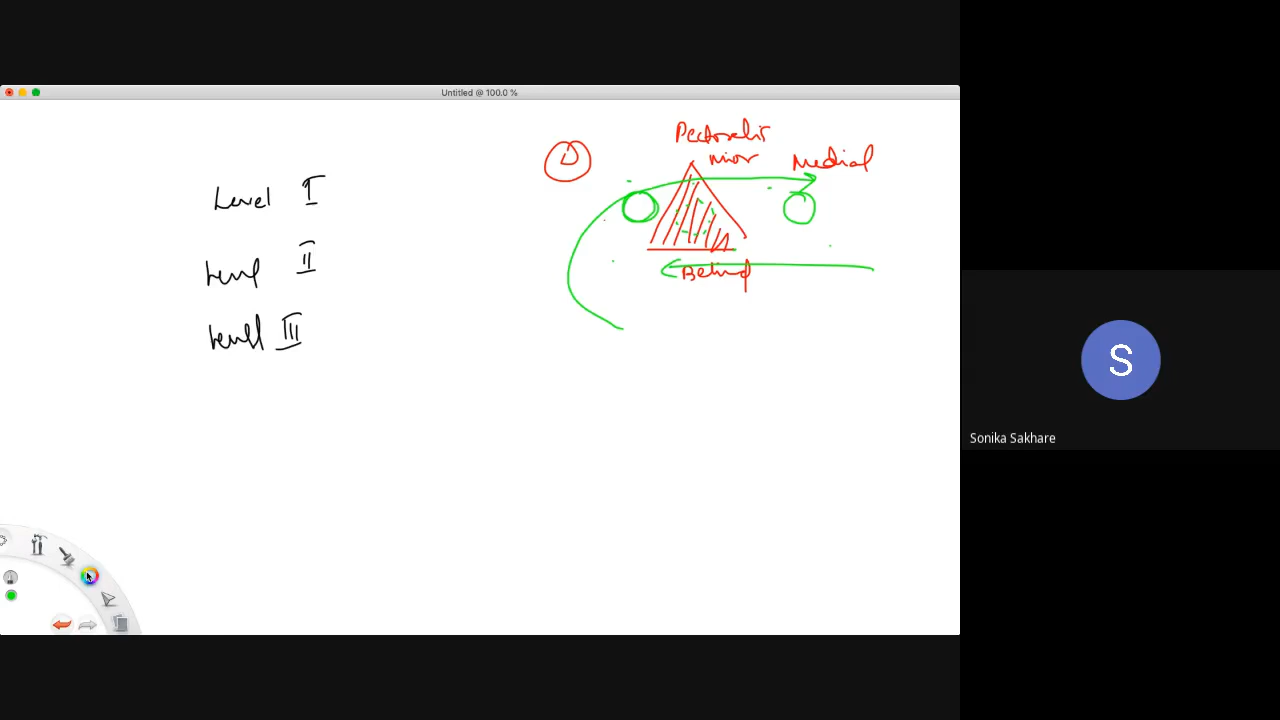 Untitled @ 100.0 %
Pectoralis
minor
Medial
Level I
Level II
Level III
Behind
S
Sonika Sakhare